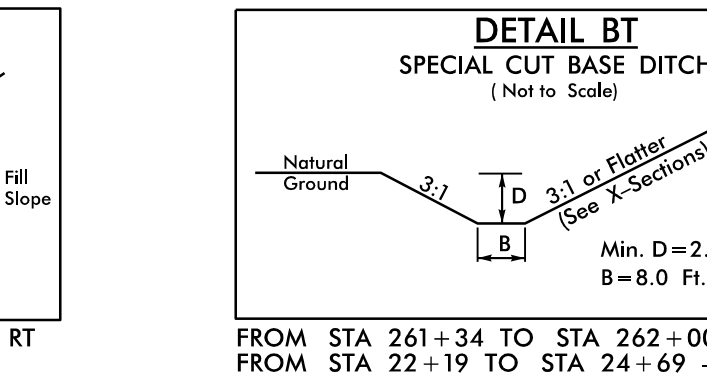 Fill
Slope
RT
DETAIL BT
SPECIAL CUT BASE DITCH
( Not to Scale)
Natural
Ground
3:1
D
3:1 or Flatter
(See X-Sections)
B
Min. D=2.
B=8.0 Ft.
FROM STA 261+34 TO STA 262+00
FROM STA 22+19 TO STA 24+69 -